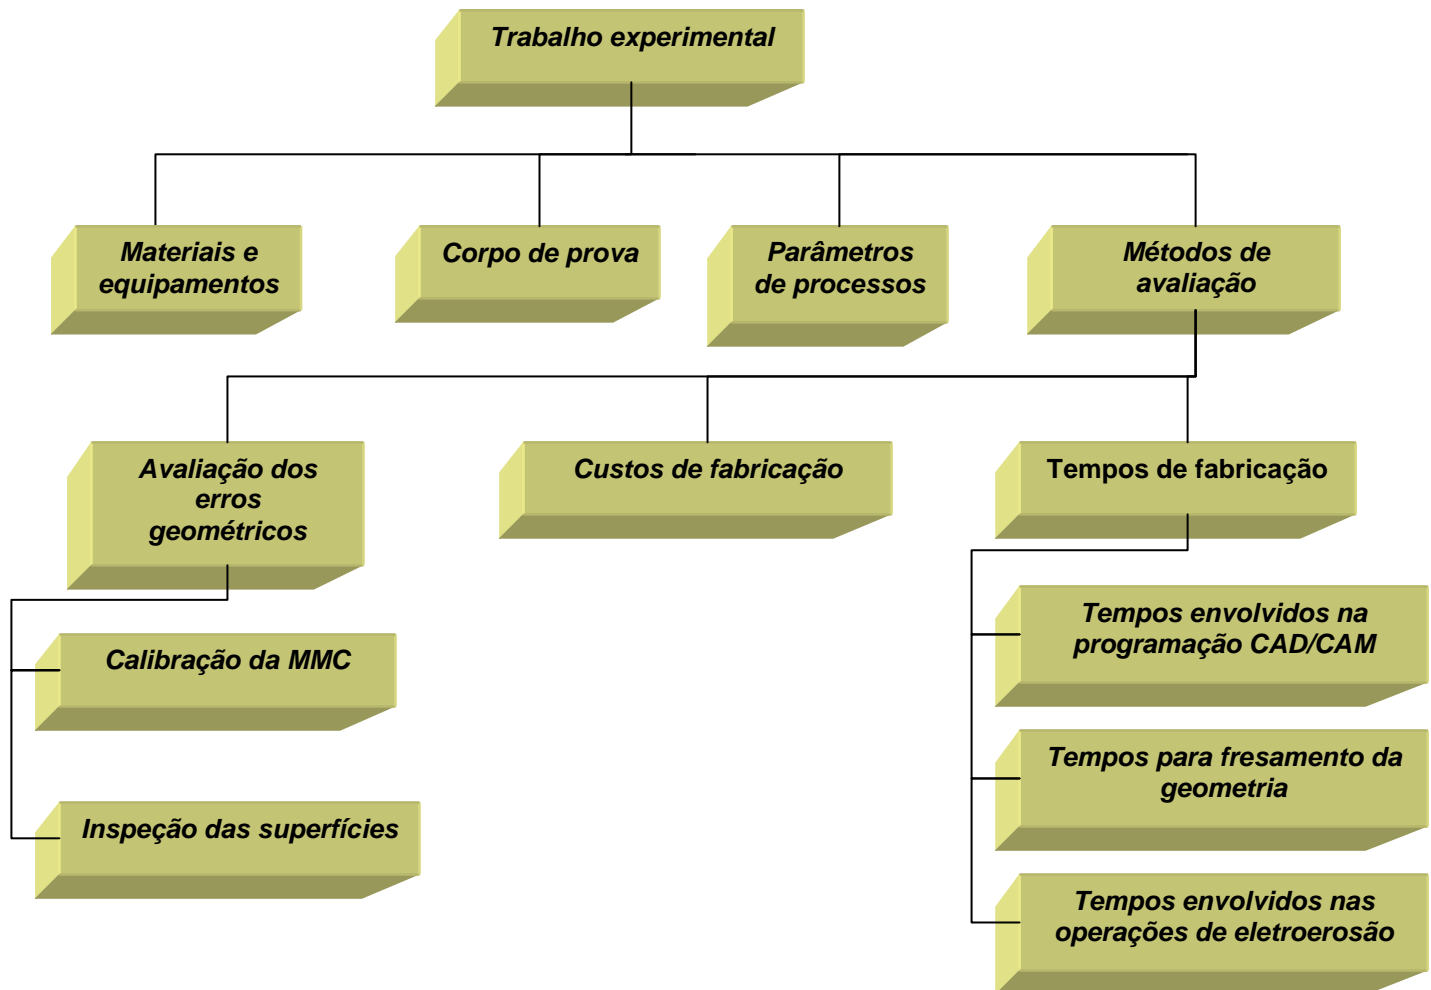 Trabalho experimental
Materiais e
equipamentos
Corpo de prova
Parâmetros
de processos
Métodos de
avaliação
Avaliação dos
erros
geométricos
Custos de fabricação
Tempos de fabricação
Calibração da MMC
Inspeção das superfícies
Tempos envolvidos na
programação CAD/CAM
Tempos para fresamento da
geometria
Tempos envolvidos nas
operações de eletroerosão